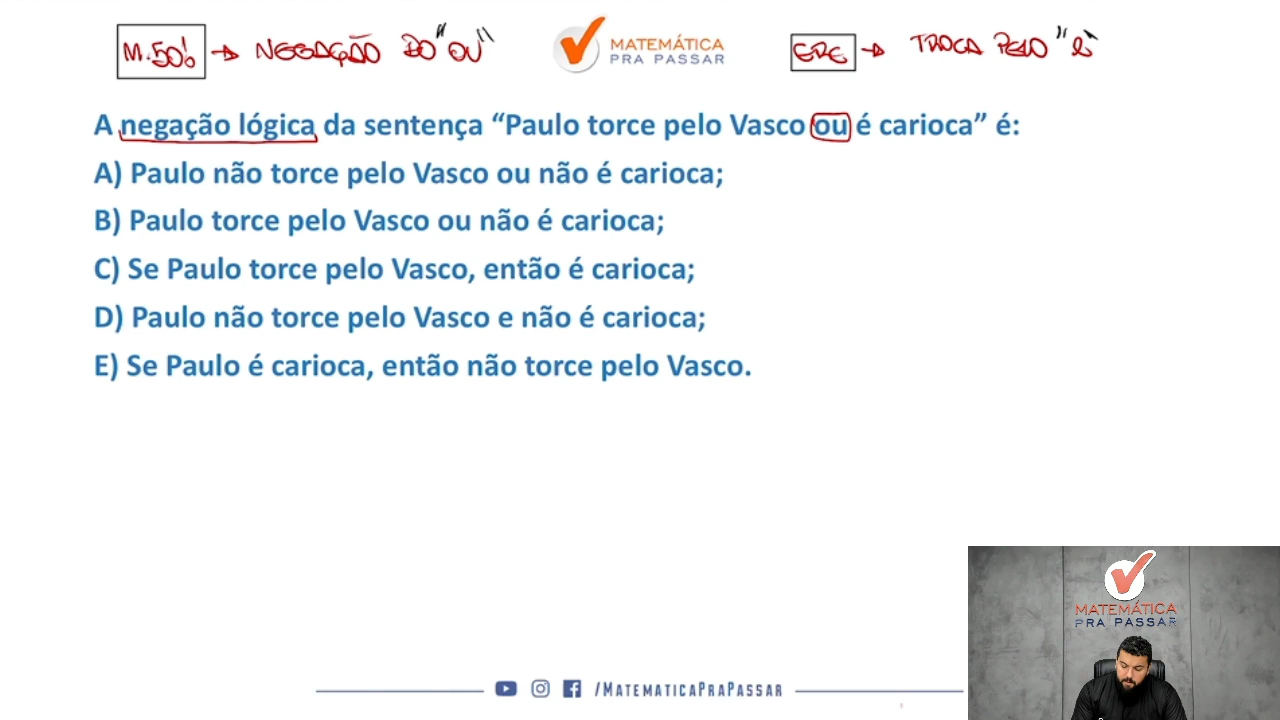 M.50! → NEGAÇÃO DO "OU"
MATEMÁTICA
PRA PASSAR
→ TROCA PELO "
A negação lógica da sentença “Paulo torce pelo Vasco ou é carioca” é:
A) Paulo não torce pelo Vasco ou não é carioca;
B) Paulo torce pelo Vasco ou não é carioca;
C) Se Paulo torce pelo Vasco, então é carioca;
D) Paulo não torce pelo Vasco e não é carioca;
E) Se Paulo é carioca, então não torce pelo Vasco.
MATEMÁTICA
PRA PASSAR
/MATEMATICAPRAPASSAR